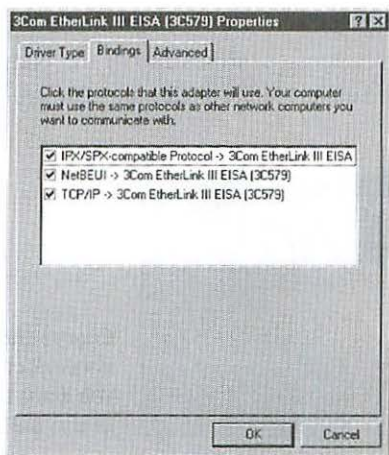 3Com EtherLink III EISA (3C579) Properties
Driver Type Bindings Advanced
Click the protocols that this adapter will use. Your computer
must use the same protocols as other network computers you
want to communicate with.
IPX/SPX-compatible Protocol -> 3Com EtherLink III EISA
NetBEUI -> 3Com EtherLink III EISA (3C579)
TCP/IP -> 3Com EtherLink III EISA (3C579)
OK Cancel